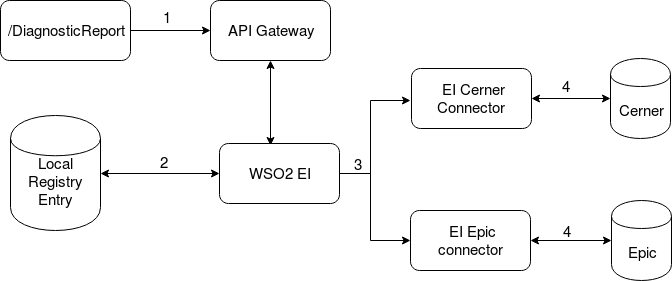 /DiagnosticReport
1
API Gateway
EI Cerner
Connector
4
Cerner
Local
Registry
Entry
2
WSO2 EI
3
EI Epic
connector
4
Epic